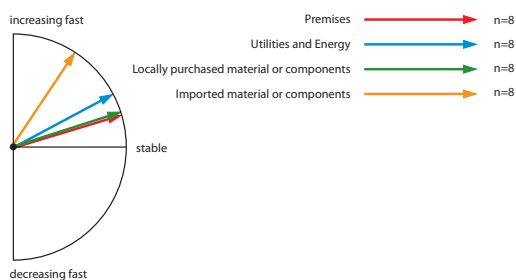 increasing fast
Premises n=8
Utilities and Energy n=8
Locally purchased material or components n=8
Imported material or components n=8
stable
decreasing fast